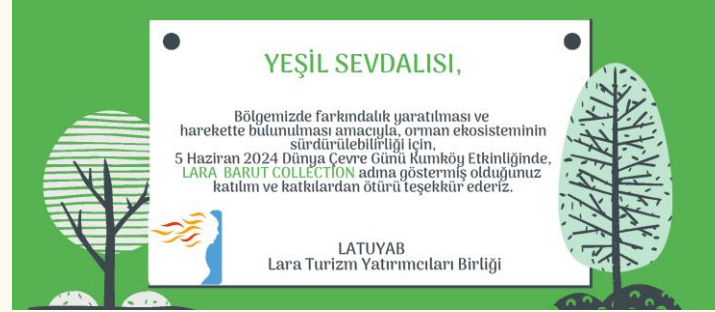 YEŞİL SEVDALISI,
Bölgemizde farkındalık yaratılması ve
harekette bulunulması amacıyla, orman ekosisteminin
sürdürülebilirliği için,
5 Haziran 2024 Dünya Çevre Günü Kumköy Etkinliğinde,
LARA BARUT COLLECTION adına göstermiş olduğunuz
katılım ve katkılardan ötürü teşekkür ederiz.
LATUYAB
Lara Turizm Yatırımcıları Birliği